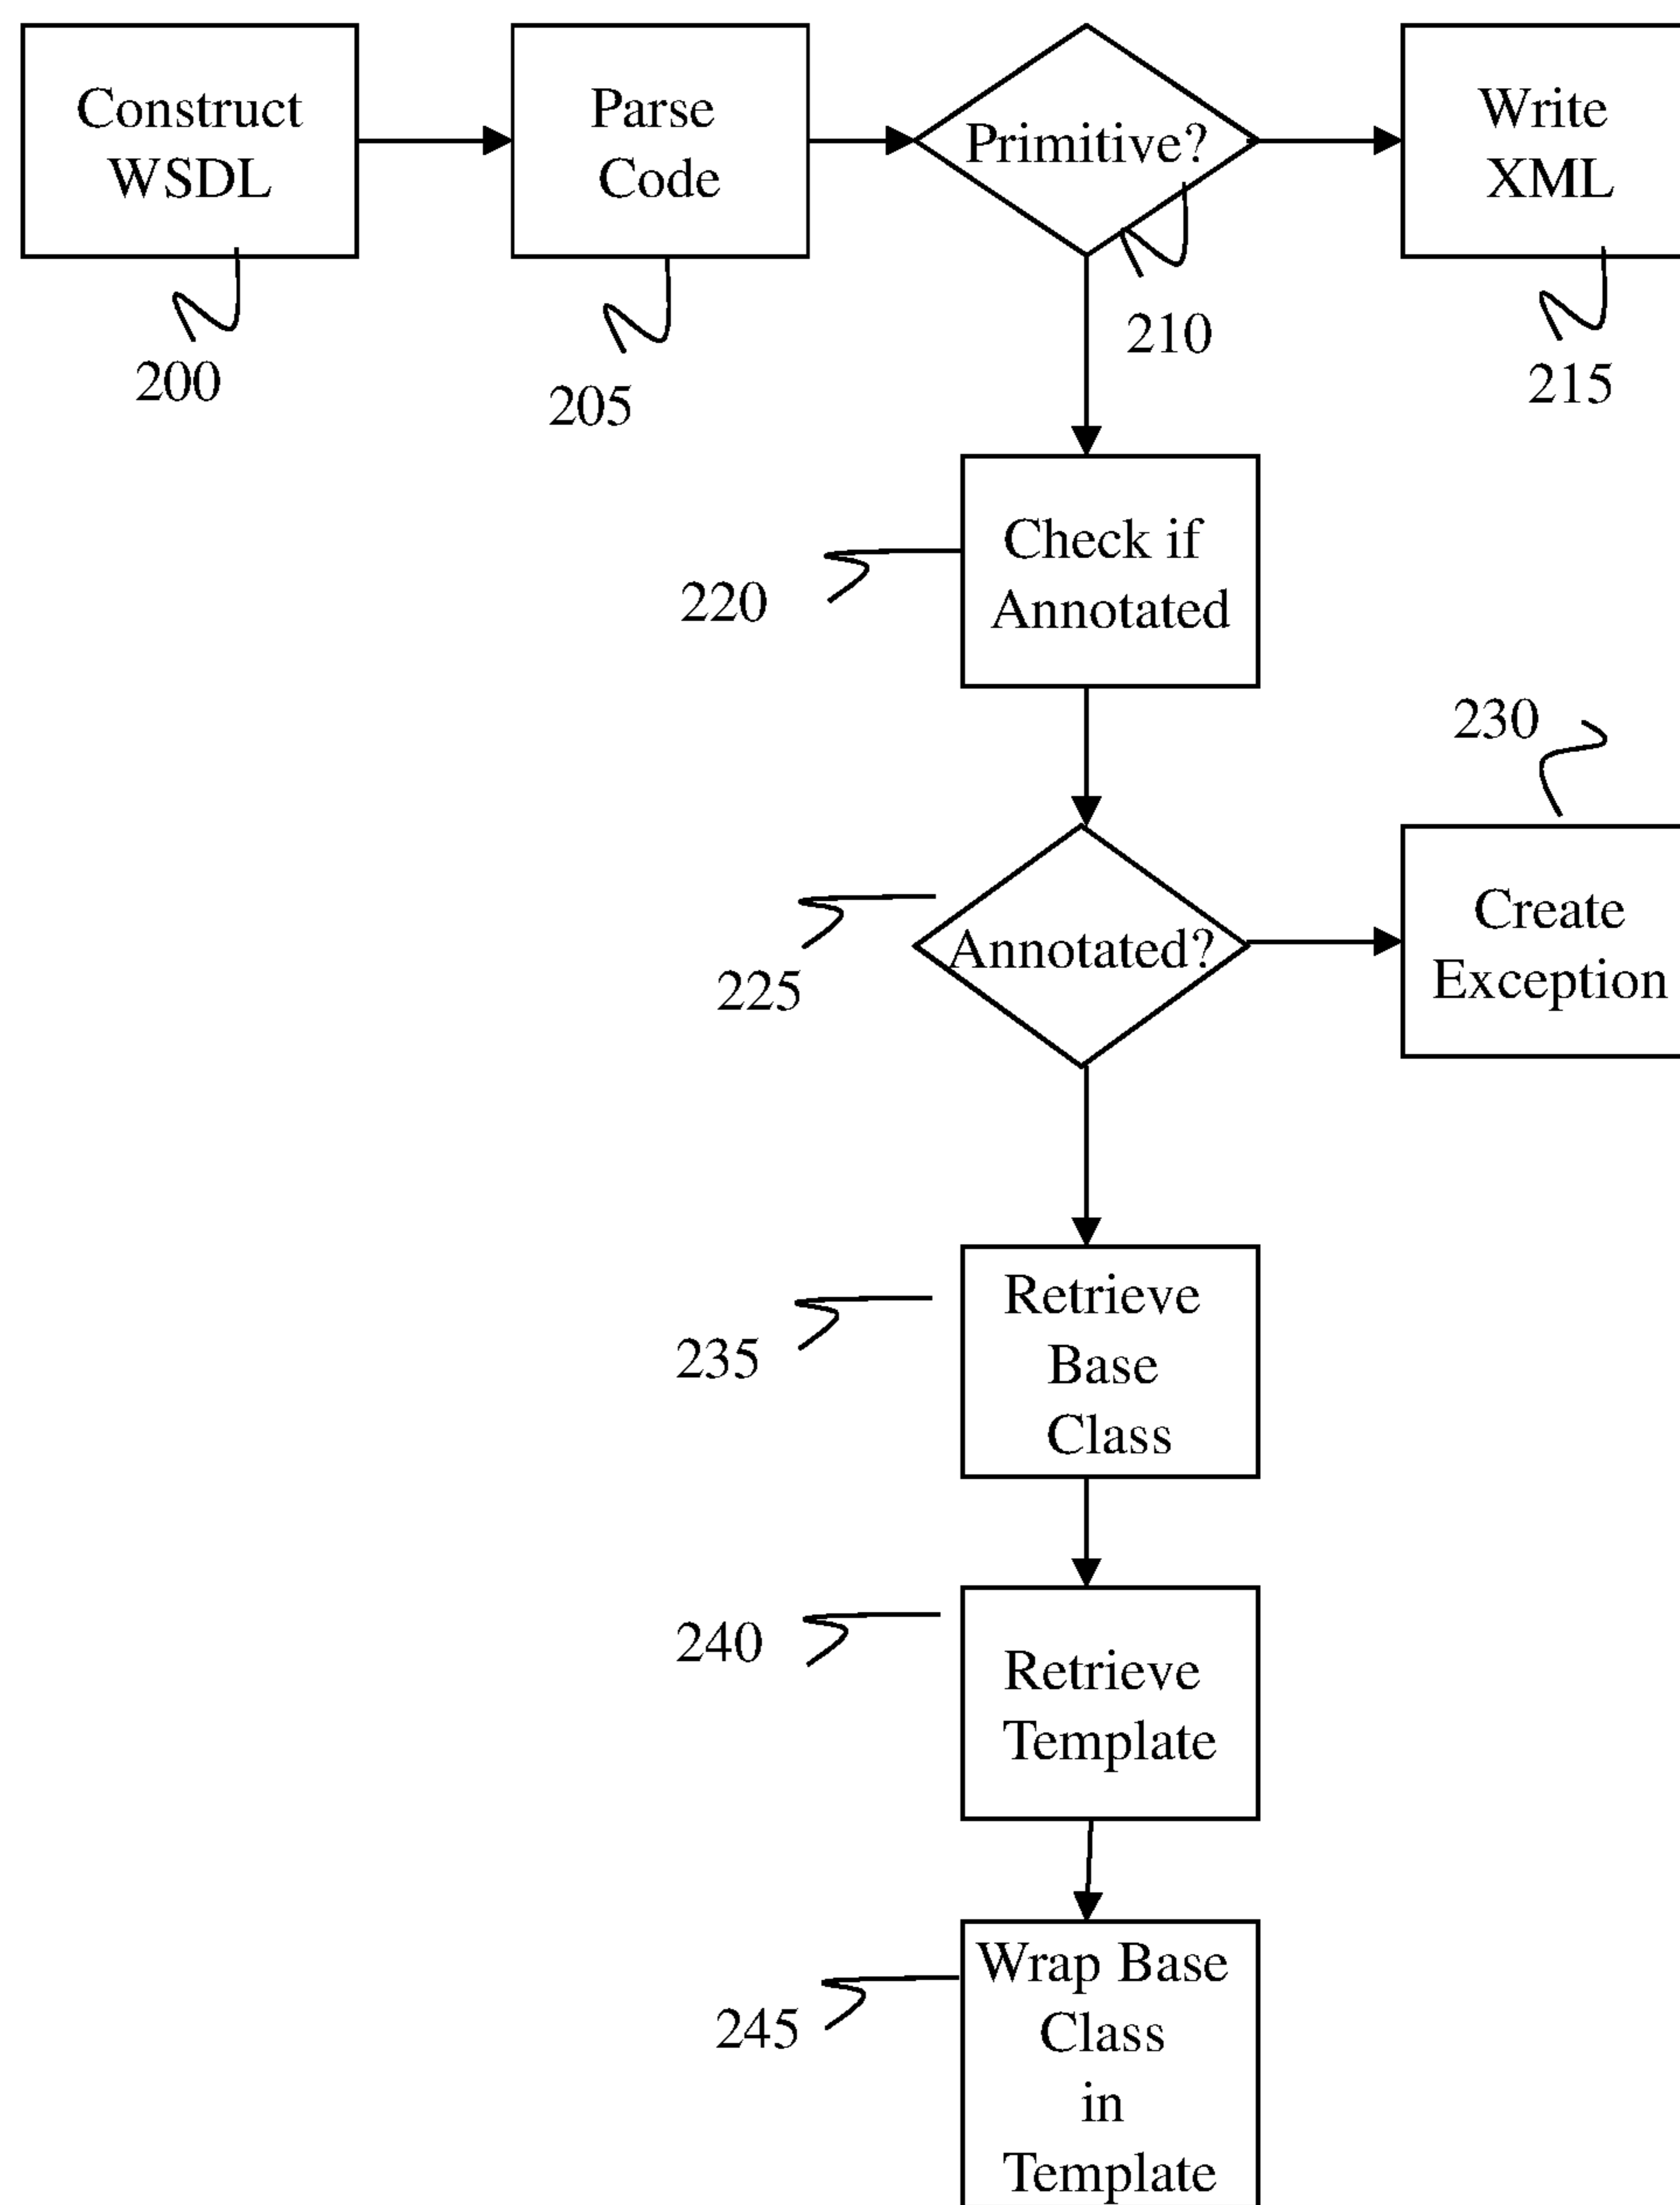 Construct
WSDL
200
Parse
Code
205
Primitive?
210
Write
XML
215
Check if
Annotated
220
Annotated?
225
230
Create
Exception
Retrieve
Base
Class
235
Retrieve
Template
240
Wrap Base
Class
in
Template
245